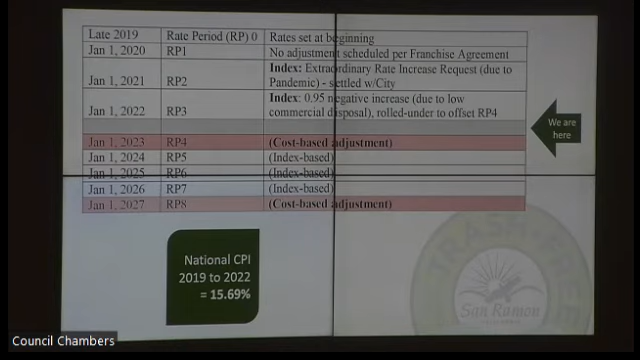 Late 2019 Rate Period (RP) 0 Rates set at beginning
Jan 1, 2020 RP1 No adjustment scheduled per Franchise Agreement
Jan 1, 2021 RP2 Index: Extraordinary Rate Increase Request (due to
Pandemic) - settled w/City
Jan 1, 2022 RP3 Index: 0.95 negative increase (due to low
commercial disposal), rolled-under to offset RP4
We are
here
Jan 1, 2023 RP4 (Cost-based adjustment)
Jan 1, 2024 RP5 (Index-based)
Jan 1, 2025 RP6 (Index-based)
Jan 1, 2026 RP7 (Index-based)
Jan 1, 2027 RP8 (Cost-based adjustment)
National CPI
2019 to 2022
= 15.69%
TRASH FREE
San Ramon
Council Chambers